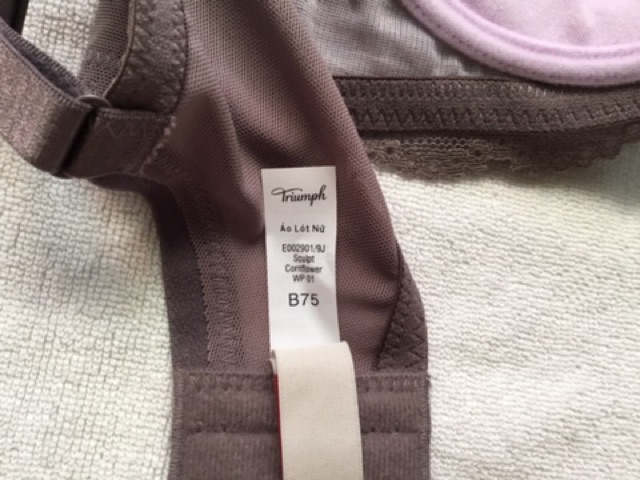 Triumph
Áo Lót Nữ
E002901/9J
Sculpt
Cornflower
WP 01
B75